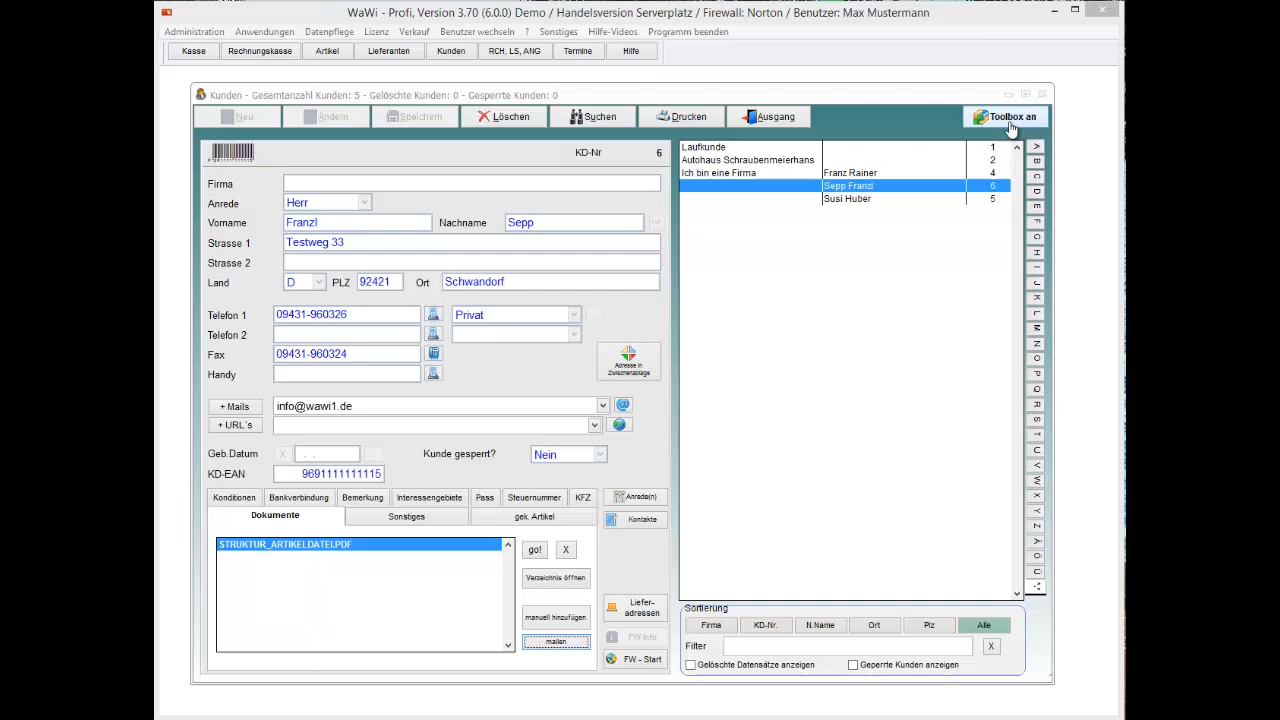 WaWi - Profi, Version 3.70 (6.0.0) Demo / Handelsversion Serverplatz / Firewall: Norton / Benutzer: Max Mustermann
Administration Anwendungen Datenpflege Lizenz Verkauf Benutzer wechseln ? Sonstiges Hilfe-Videos Programm beenden
Kasse Rechnungskasse Artikel Lieferanten Kunden RCH, LS, ANG Termine Hilfe
Kunden - Gesamtanzahl Kunden: 5 - Gelöschte Kunden: 0 - Gesperrte Kunden: 0
Neu Ändern Speichern Löschen Suchen Drucken Ausgang Toolbox an
KD-Nr 6
Firma
Anrede Herr
Vorname Franzl Nachname Sepp
Strasse 1 Testweg 33
Strasse 2
Land D PLZ 92421 Ort Schwandorf
Telefon 1 09431-960326 Privat
Telefon 2
Fax 09431-960324
Handy
Adresse in
Zwischenablage
+ Mails info@wawi1.de
+ URL´s
Geb.Datum X . . Kunde gesperrt? Nein
KD-EAN 9691111111115
Konditionen Bankverbindung Bemerkung Interessengebiete Pass Steuernummer KFZ Anrede(n)
Dokumente Sonstiges gek. Artikel Kontakte
STRUKTUR_ARTIKELDATEI.PDF
go! X
Verzeichnis öffnen
manuell hinzufügen
mailen
Liefer-
adressen
FW Info
FW - Start
Laufkunde 1
Autohaus Schraubenmeierhans 2
Ich bin eine Firma Franz Rainer 4
Sepp Franzl 6
Susi Huber 5
A
B
C
D
E
F
G
H
I
J
K
L
M
N
O
P
Q
R
S
T
U
V
W
X
Y
Z
Ä
Ö
Ü
Sortierung
Firma KD-Nr. N.Name Ort Plz Alle
Filter X
Gelöschte Datensätze anzeigen Geperrte Kunden anzeigen